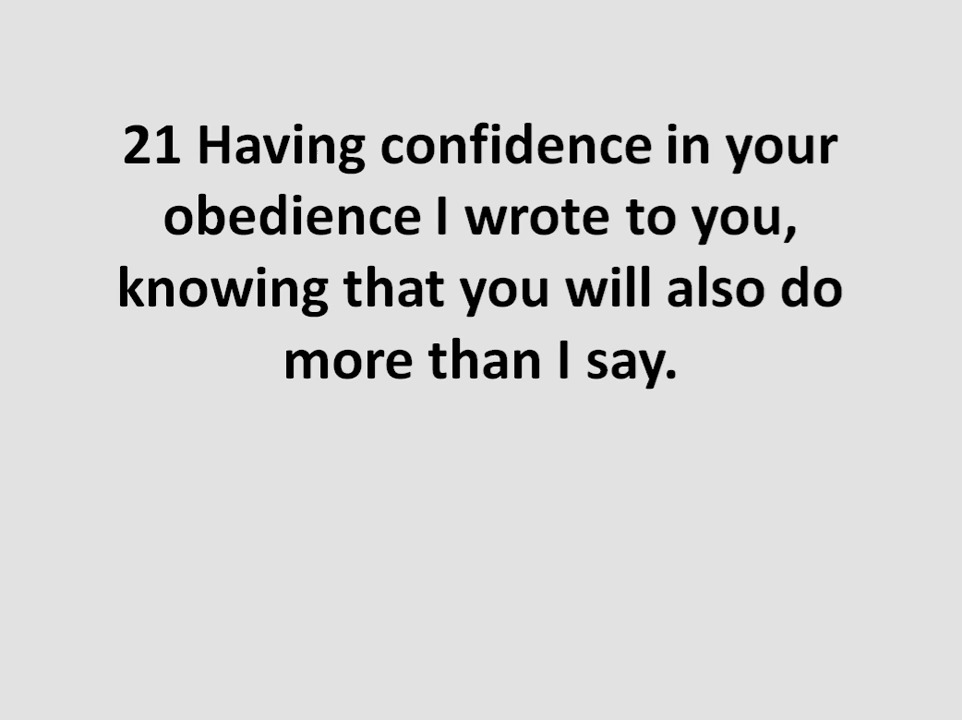 21 Having confidence in your
obedience I wrote to you,
knowing that you will also do
more than I say.